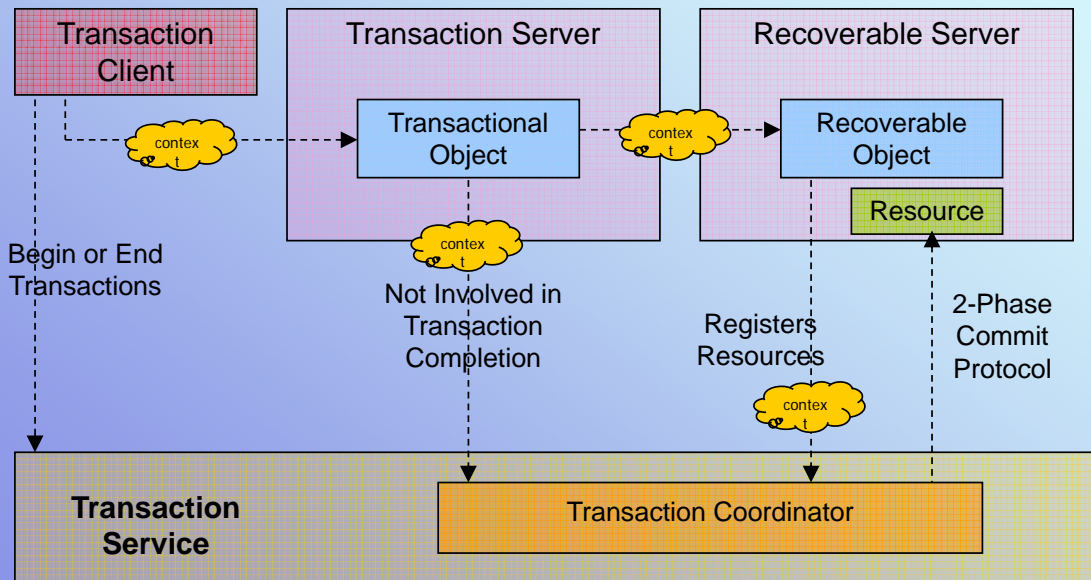 Transaction
Client
Transaction Server
Recoverable Server
Transactional
Object
Recoverable
Object
Resource
contex
t
contex
t
contex
t
contex
t
Begin or End
Transactions
Not Involved in
Transaction
Completion
Registers
Resources
2-Phase
Commit
Protocol
Transaction
Service
Transaction Coordinator